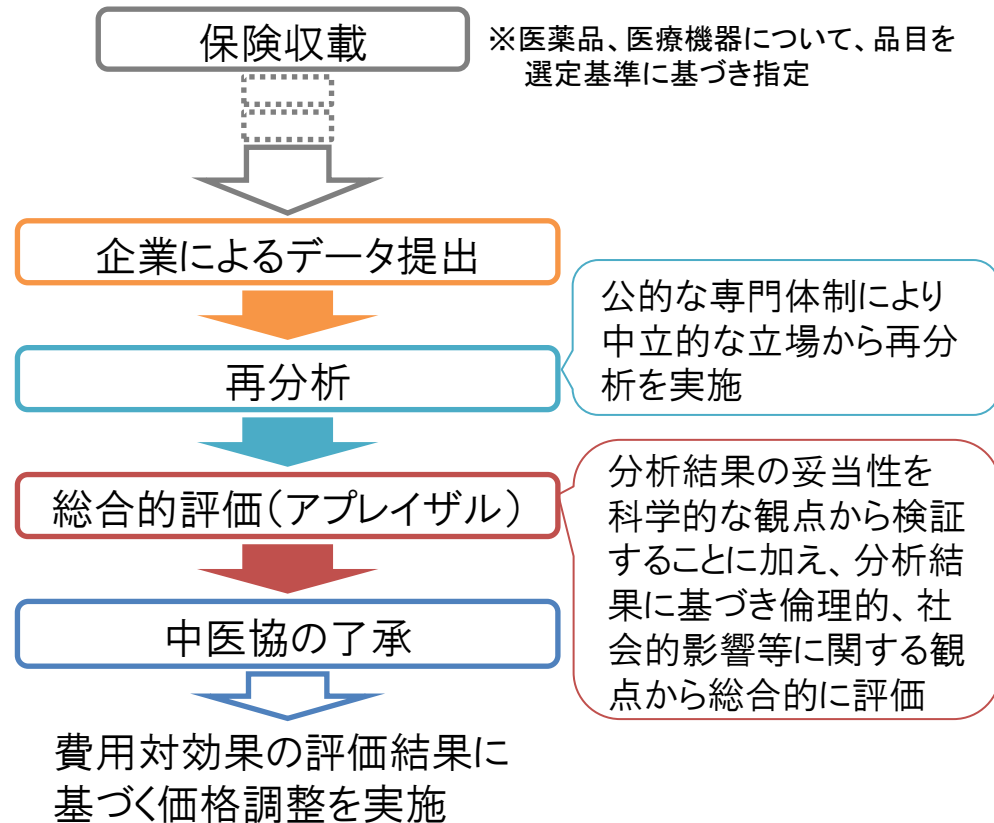 保険収載
※医薬品、医療機器について、品目を
選定基準に基づき指定
企業によるデータ提出
公的な専門体制により
中立的な立場から再分
析を実施
再分析
総合的評価（アプレイザル）
分析結果の妥当性を
科学的な観点から検証
することに加え、分析結
果に基づき倫理的、社
会的影響等に関する観
点から総合的に評価
中医協の了承
費用対効果の評価結果に
基づく価格調整を実施